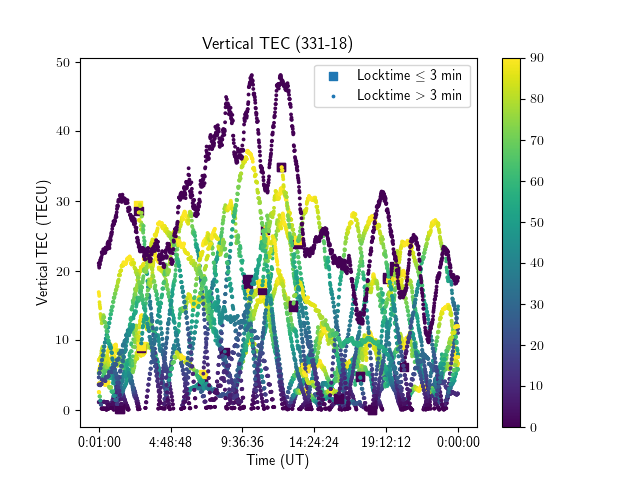 Vertical TEC (331-18)
Locktime ≤ 3 min
Locktime > 3 min
Vertical TEC (TECU)
50
40
30
20
10
0
0:01:00 4:48:48 9:36:36 14:24:24 19:12:12 0:00:00
Time (UT)
90
80
70
60
50
40
30
20
10
0